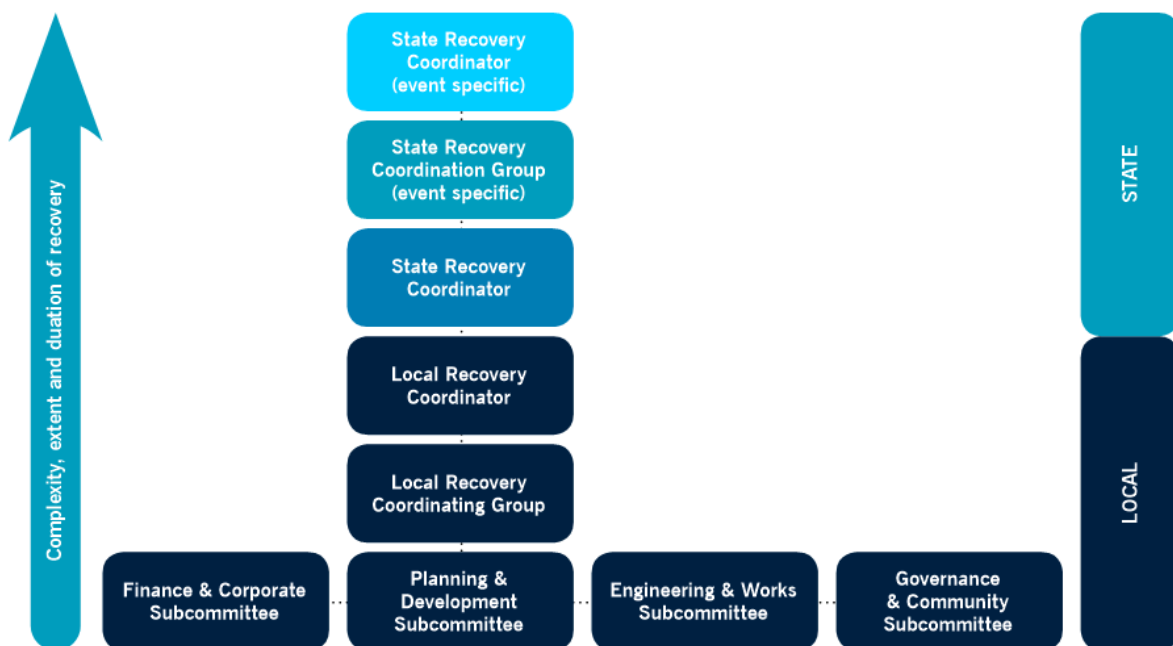 State Recovery
Coordinator
(event specific)
State Recovery
Coordination Group
(event specific)
State Recovery
Coordinator
Local Recovery
Coordinator
Local Recovery
Coordinating Group
Finance & Corporate
Subcommittee
Planning &
Development
Subcommittee
Engineering & Works
Subcommittee
Governance
& Community
Subcommittee
Complexity, extent and duation of recovery
STATE
LOCAL